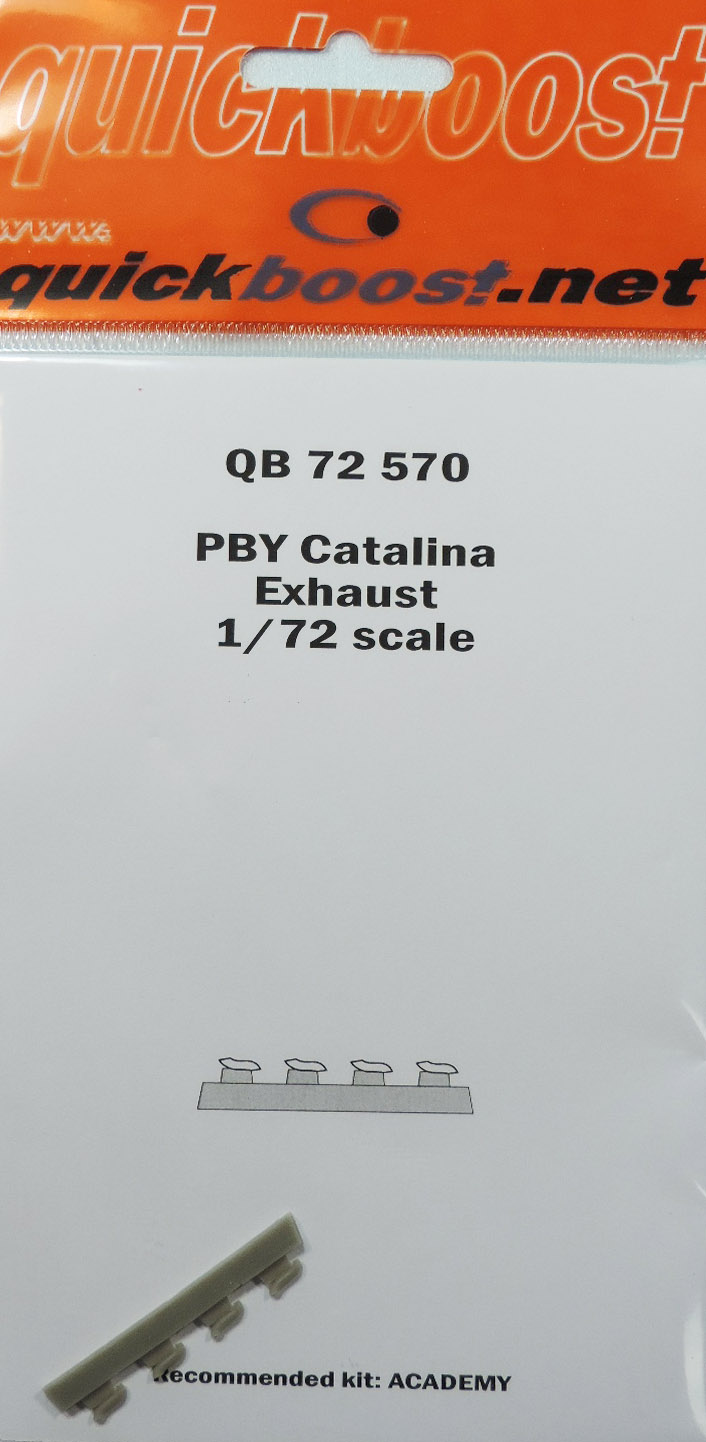 quickboost
www.
quickboost.net
QB 72 570
PBY Catalina
Exhaust
1/72 scale
Recommended kit: ACADEMY